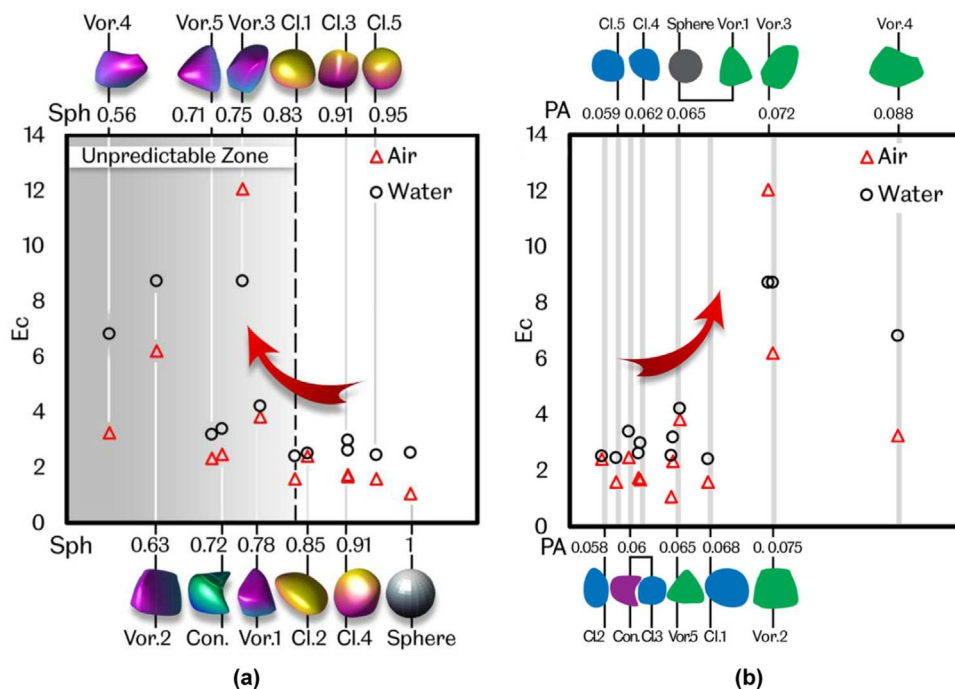 Vor.4 Vor.5 Vor.3 Cl.1 Cl.3 Cl.5
Sph 0.56 0.71 0.75 0.83 0.91 0.95
14
Unpredictable Zone
Air
Water
12
10
8
6
4
2
0
Ec
Sph 0.63 0.72 0.78 0.85 0.91 1
Vor.2 Con. Vor.1 Cl.2 Cl.4 Sphere
(a)
Cl.5 Cl.4 Sphere Vor.1 Vor.3 Vor.4
PA 0.059 0.062 0.065 0.072 0.088
14
Air
Water
12
10
8
6
4
2
0
Ec
PA 0.058 0.06 0.065 0.068 0.0075
Cl2 Con. Cl3 Vor.5 Cl.1 Vor.2
(b)